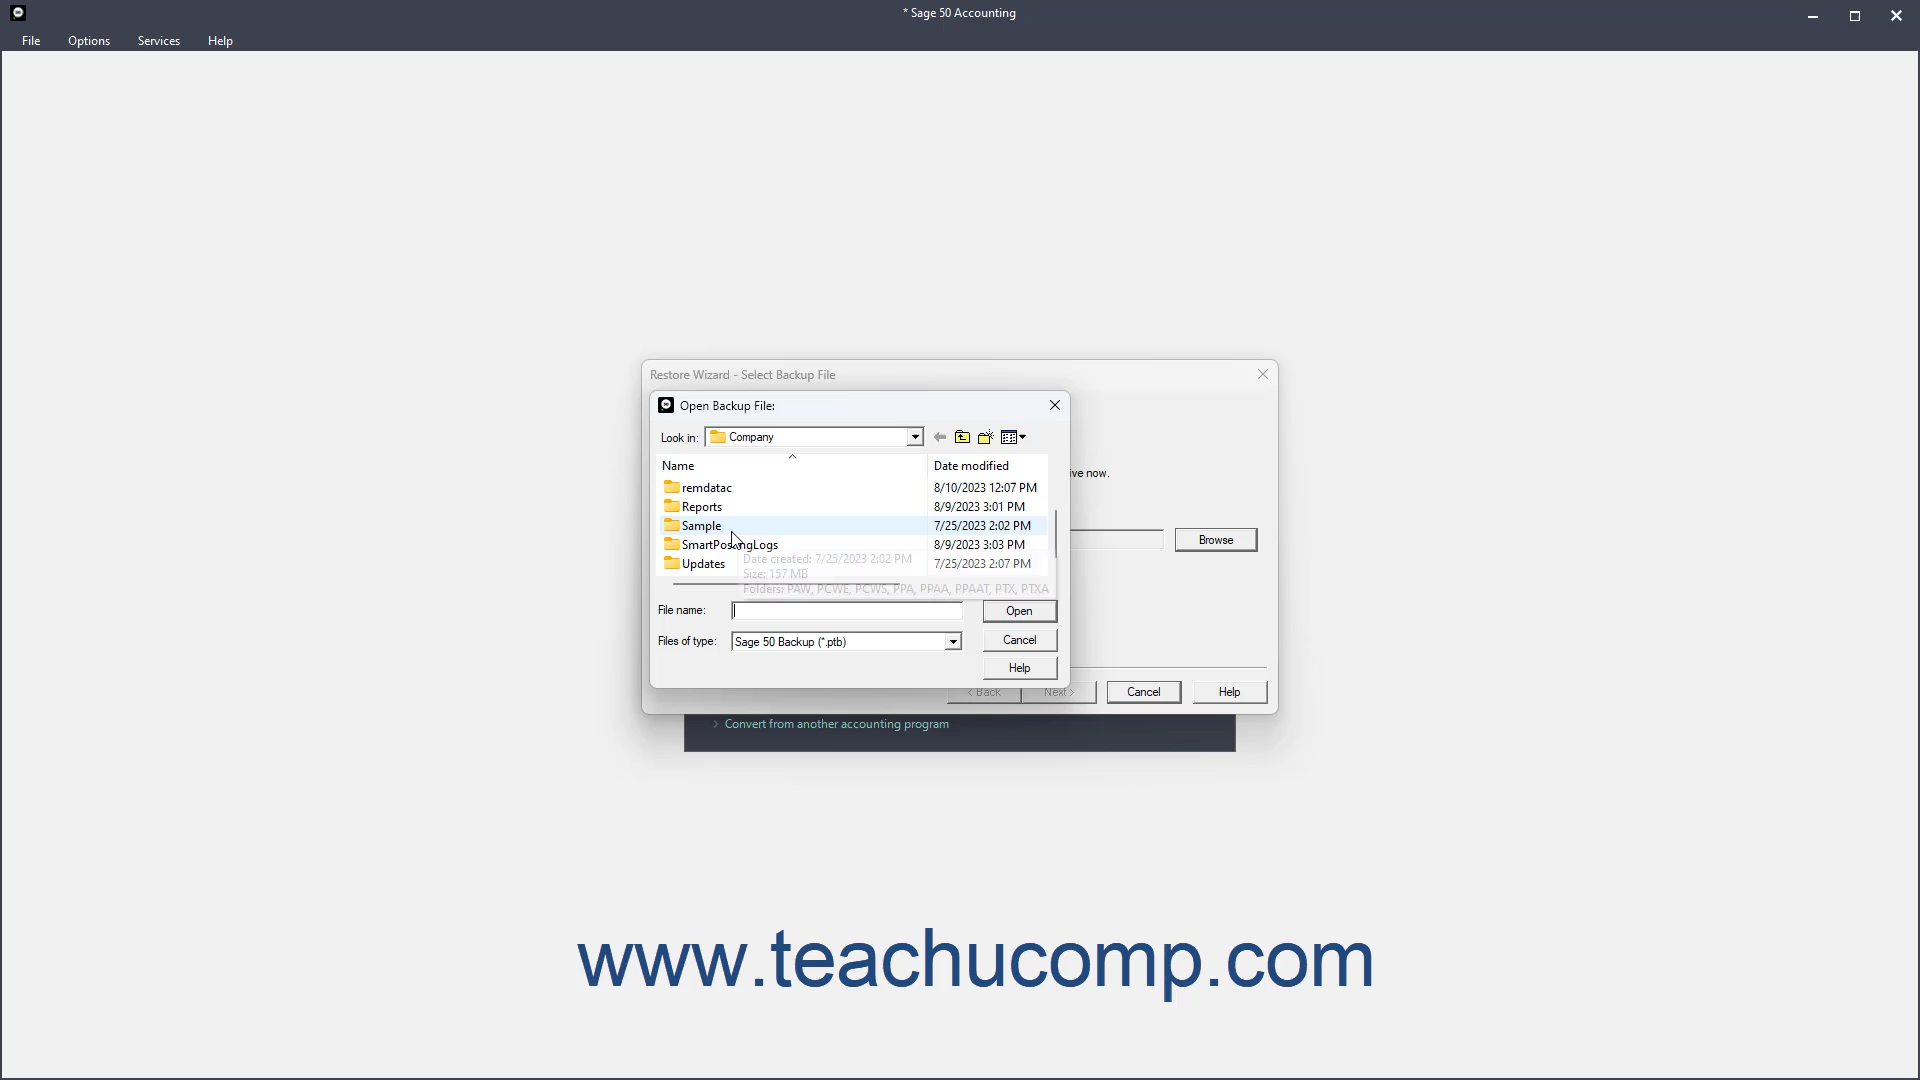 * Sage 50 Accounting
File Options Services Help
Restore Wizard - Select Backup File
Open Backup File:
Look in: Company
Name Date modified
remdatac 8/10/2023 12:07 PM
ive now.
Reports 8/9/2023 3:01 PM
Sample 7/25/2023 2:02 PM
Browse
SmartPostingLogs 8/9/2023 3:03 PM
Updates 7/25/2023 2:07 PM
Date created: 7/25/2023 2:02 PM
Size: 157 MB
Folders: PAW, PCWE, PCWS, PPA, PPAA, PPAAT, PTX, PTXA
File name: Open
Files of type: Sage 50 Backup (*.ptb) Cancel
Help
< Back Next > Cancel Help
> Convert from another accounting program
www.teachucomp.com